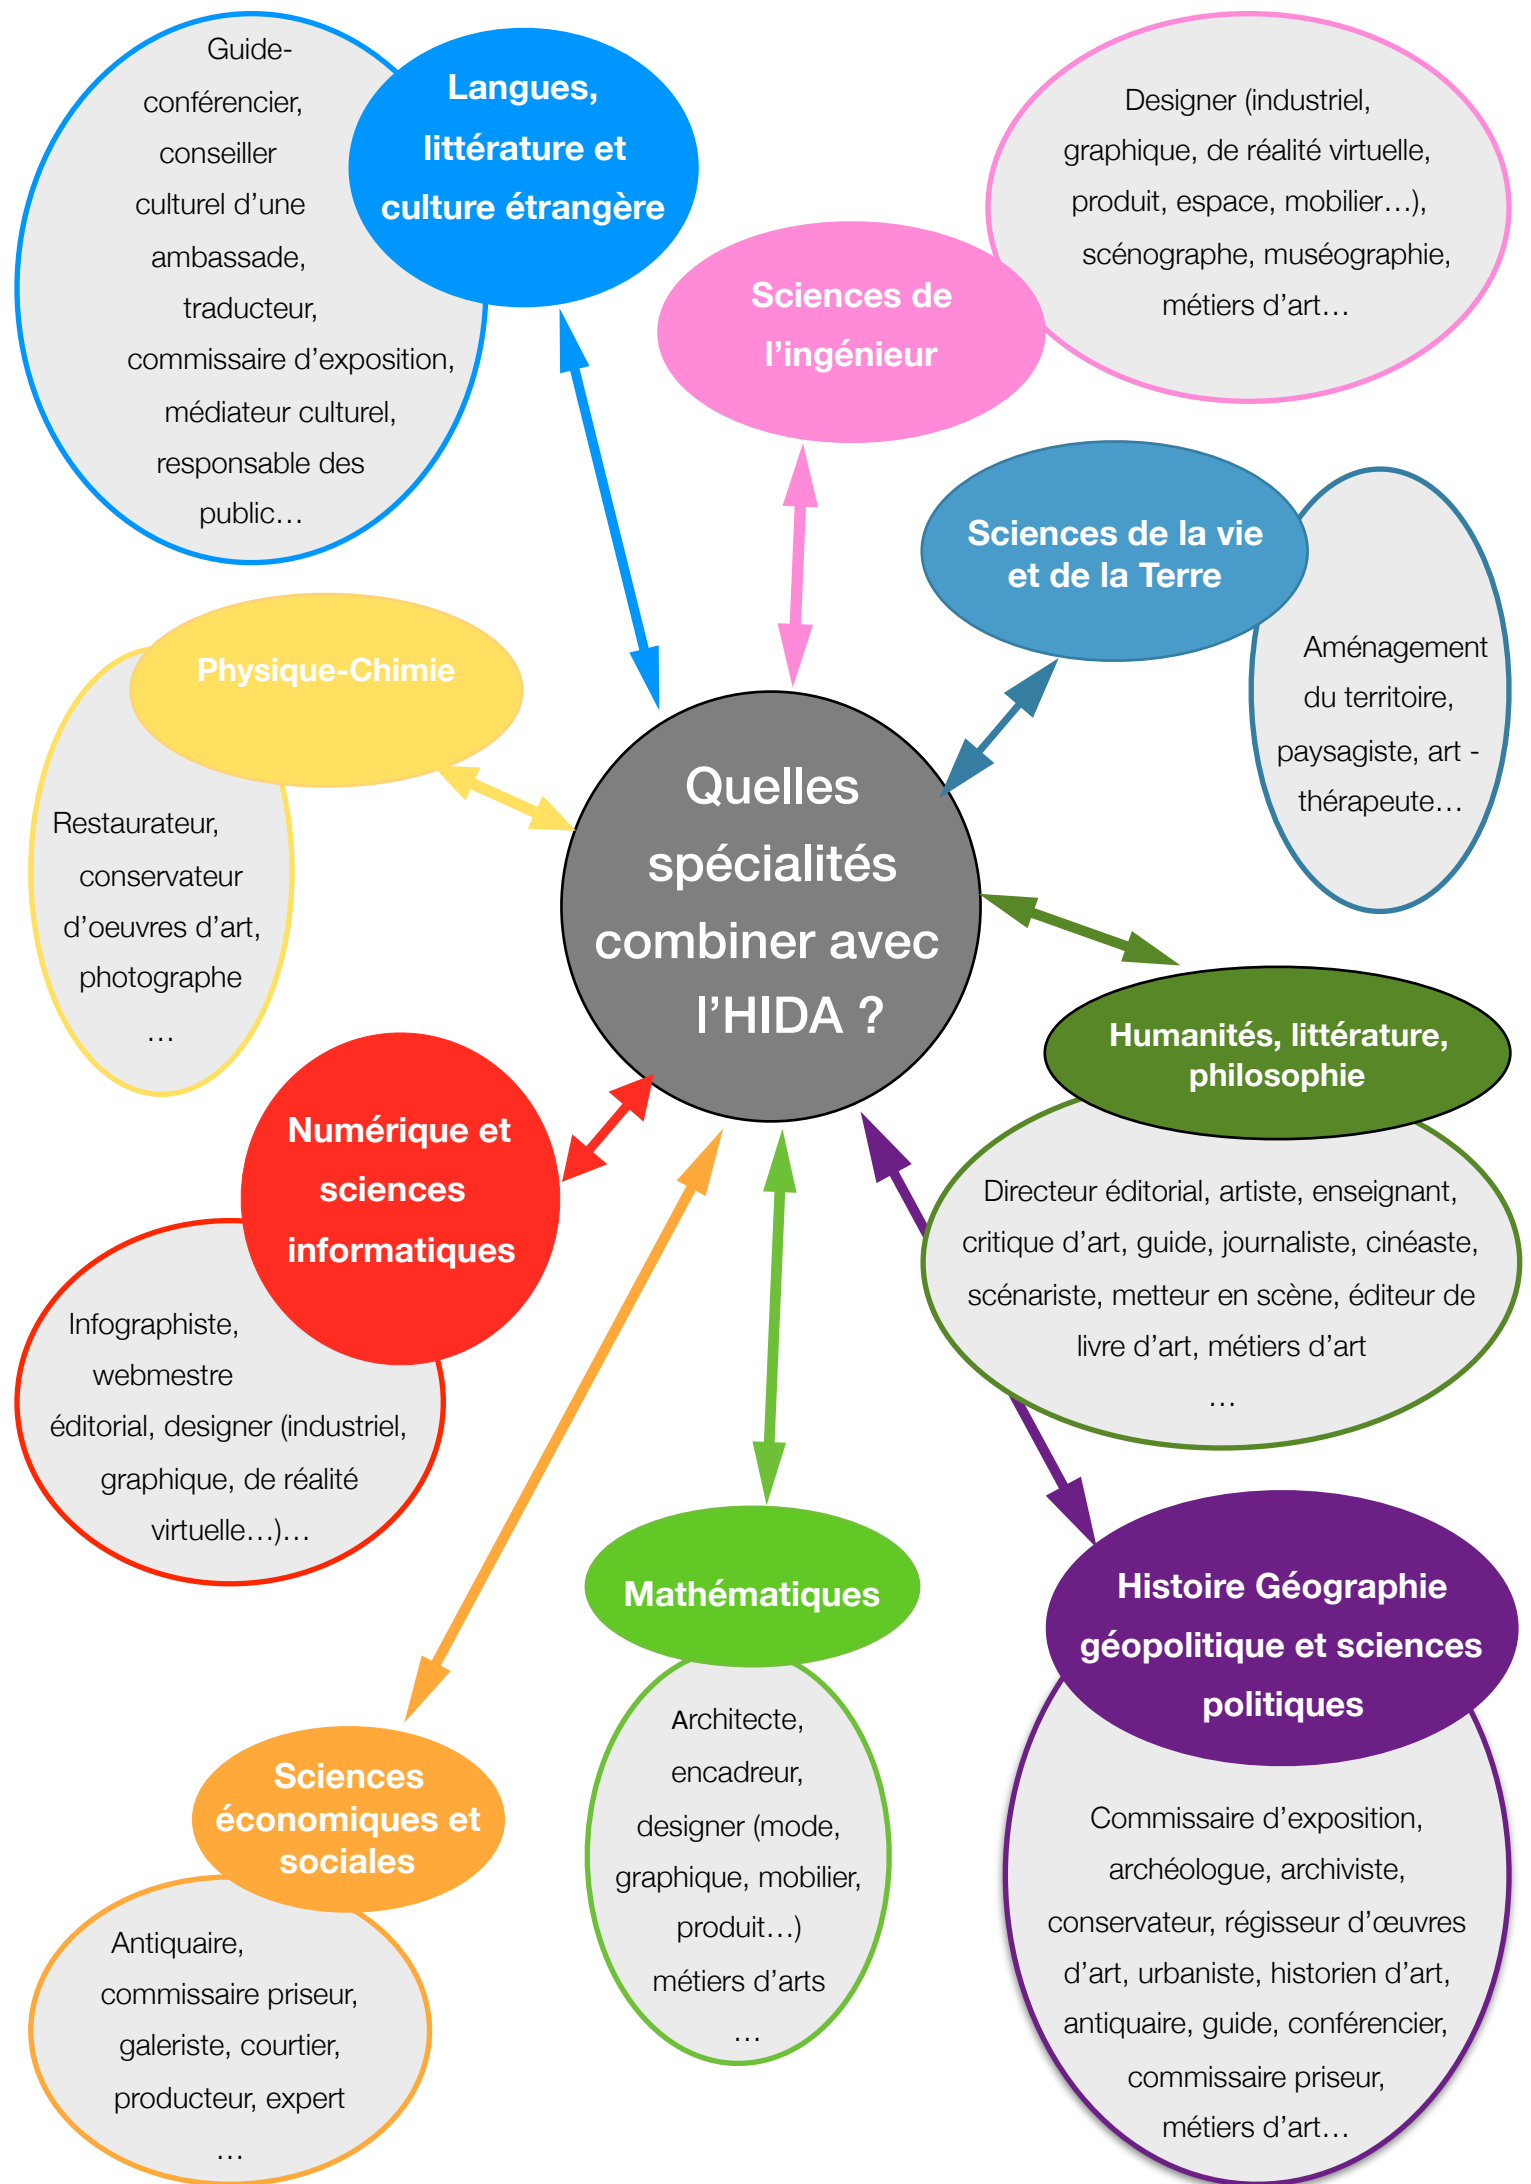 Guide-
conférencier,
conseiller
culturel d’une
ambassade,
traducteur,
commissaire d’exposition,
médiateur culturel,
responsable des
public…
Langues,
littérature et
culture étrangère
Designer (industriel,
graphique, de réalité virtuelle,
produit, espace, mobilier…),
scénographe, muséographie,
métiers d’art…
Sciences de
l’ingénieur
Sciences de la vie
et de la Terre
Aménagement
du territoire,
paysagiste, art -
thérapeute…
Physique-Chimie
Restaurateur,
conservateur
d’oeuvres d’art,
photographe
…
Quelles
spécialités
combiner avec
l’HIDA ?
Humanités, littérature,
philosophie
Directeur éditorial, artiste, enseignant,
critique d’art, guide, journaliste, cinéaste,
scénariste, metteur en scène, éditeur de
livre d’art, métiers d’art
…
Numérique et
sciences
informatiques
Infographiste,
webmestre
éditorial, designer (industriel,
graphique, de réalité
virtuelle…)…
Mathématiques
Architecte,
encadreur,
designer (mode,
graphique, mobilier,
produit…)
métiers d’arts
…
Histoire Géographie
géopolitique et sciences
politiques
Commissaire d’exposition,
archéologue, archiviste,
conservateur, régisseur d’œuvres
d’art, urbaniste, historien d’art,
antiquaire, guide, conférencier,
commissaire priseur,
métiers d’art…
Sciences
économiques et
sociales
Antiquaire,
commissaire priseur,
galeriste, courtier,
producteur, expert
…